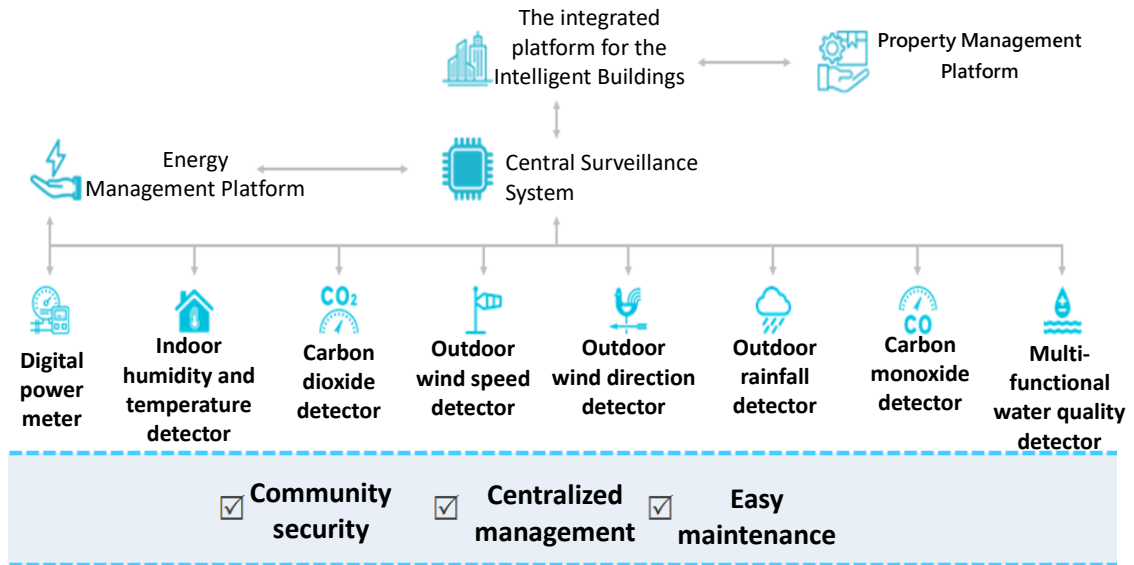 The integrated
platform for the
Intelligent Buildings
Property Management
Platform
Energy
Management Platform
Central Surveillance
System
Digital
power
meter
Indoor
humidity and
temperature
detector
CO₂
Carbon
dioxide
detector
Outdoor
wind speed
detector
Outdoor
wind direction
detector
Outdoor
rainfall
detector
CO
Carbon
monoxide
detector
Multi-
functional
water quality
detector
Community
security
Centralized
management
Easy
maintenance